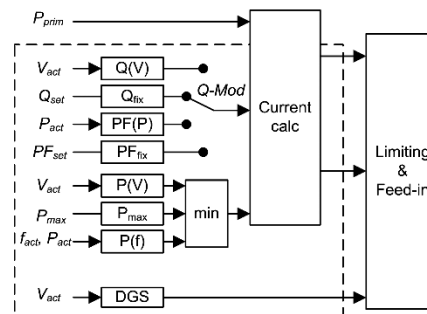 P_prim
V_act Q(V)
Q-Mod
Q_set Q_fix
P_act PF(P)
PF_set PF_fix
Current
calc
V_act P(V)
P_max P_max
min
f_act, P_act P(f)
Limiting
&
Feed-in
V_act DGS